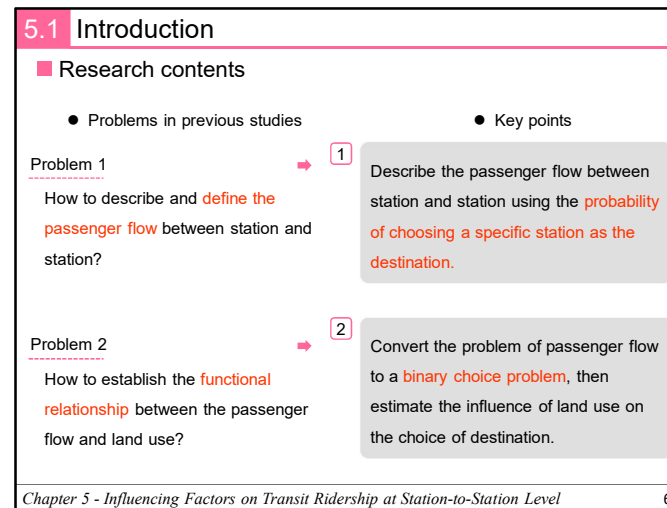 5.1 Introduction
Research contents
● Problems in previous studies
● Key points
Problem 1
How to describe and define the
passenger flow between station and
station?
1
Describe the passenger flow between
station and station using the probability
of choosing a specific station as the
destination.
Problem 2
How to establish the functional
relationship between the passenger
flow and land use?
2
Convert the problem of passenger flow
to a binary choice problem, then
estimate the influence of land use on
the choice of destination.
Chapter 5 - Influencing Factors on Transit Ridership at Station-to-Station Level
6